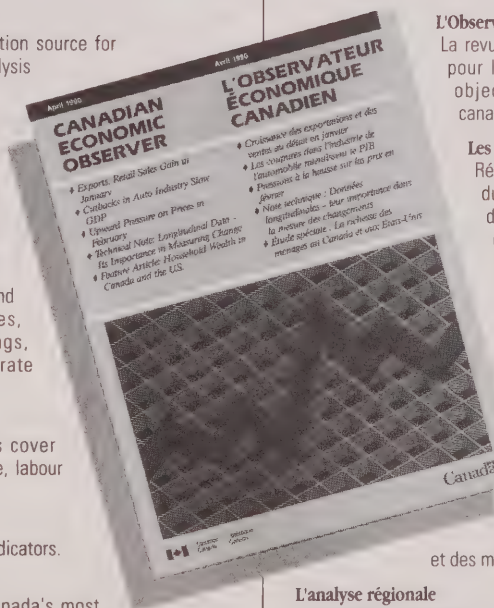 tion source for
lysis
nd
es,
ngs,
rate
s cover
e, labour
dicators.
nada's most
April 1990
CANADIAN
ECONOMIC
OBSERVER
♦ Exports, Retail Sales Gain in
January
♦ Cutbacks in Auto Industry Slow
GDP
♦ Upward Pressure on Prices in
February
♦ Technical Note: Longitudinal Data -
Its Importance in Measuring Change
♦ Feature Article: Household Wealth in
Canada and the U.S.
Avril 1990
L'OBSERVATEUR
ÉCONOMIQUE
CANADIEN
♦ Croissance des exportations et des
ventes au détail en janvier
♦ Les coupures dans l'industrie de
l'automobile ralentissent le PIB
♦ Pressions à la hausse sur les prix en
février
♦ Note technique : Données
longitudinales - leur importance dans
la mesure des changements
♦ Étude spéciale : La richesse des
ménages au Canada et aux États-Unis
Statistics Canada
Statistique Canada
Canada
L'Observ
La revu
pour l
objec
cana
Les
Ré
du
d
et des m
L'analyse régionale